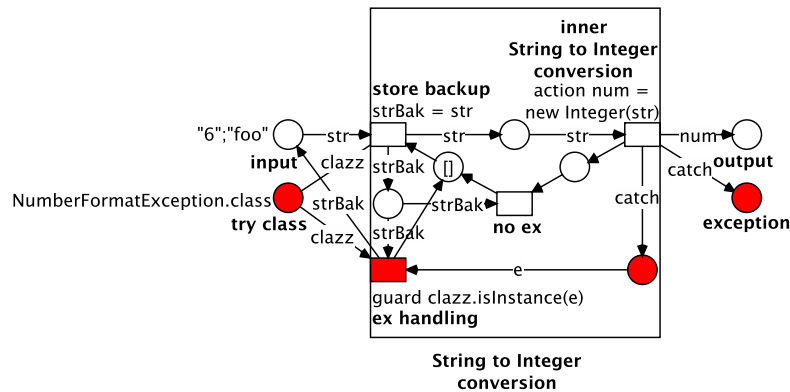 inner
String to Integer
conversion
action num =
new Integer(str)
store backup
strBak = str
"6";"foo"
str
str
str
num
input
output
clazz
strBak
[]
catch
NumberFormatException.class
try class
strBak
strBak
catch
exception
no ex
clazz
strBak
e
guard clazz.isInstance(e)
ex handling
String to Integer
conversion